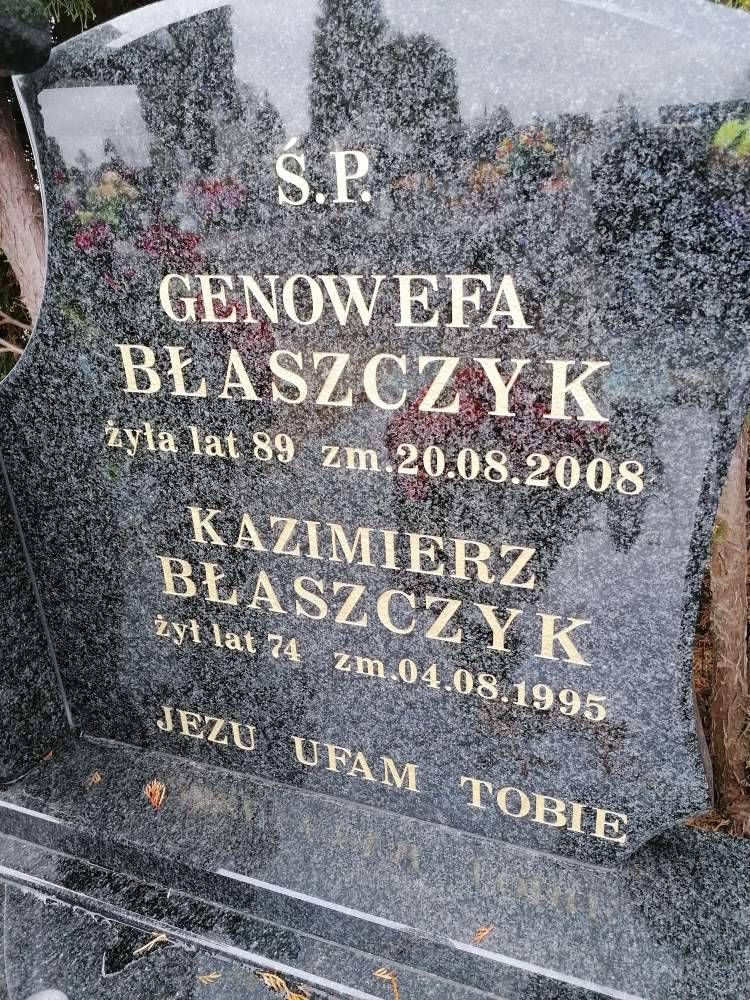 Ś.P.
GENOWEFA
BŁASZCZYK
żyła lat 89 zm.20.08.2008
KAZIMIERZ
BŁASZCZYK
żył lat 74 zm.04.08.1995
JEZU UFAM TOBIE